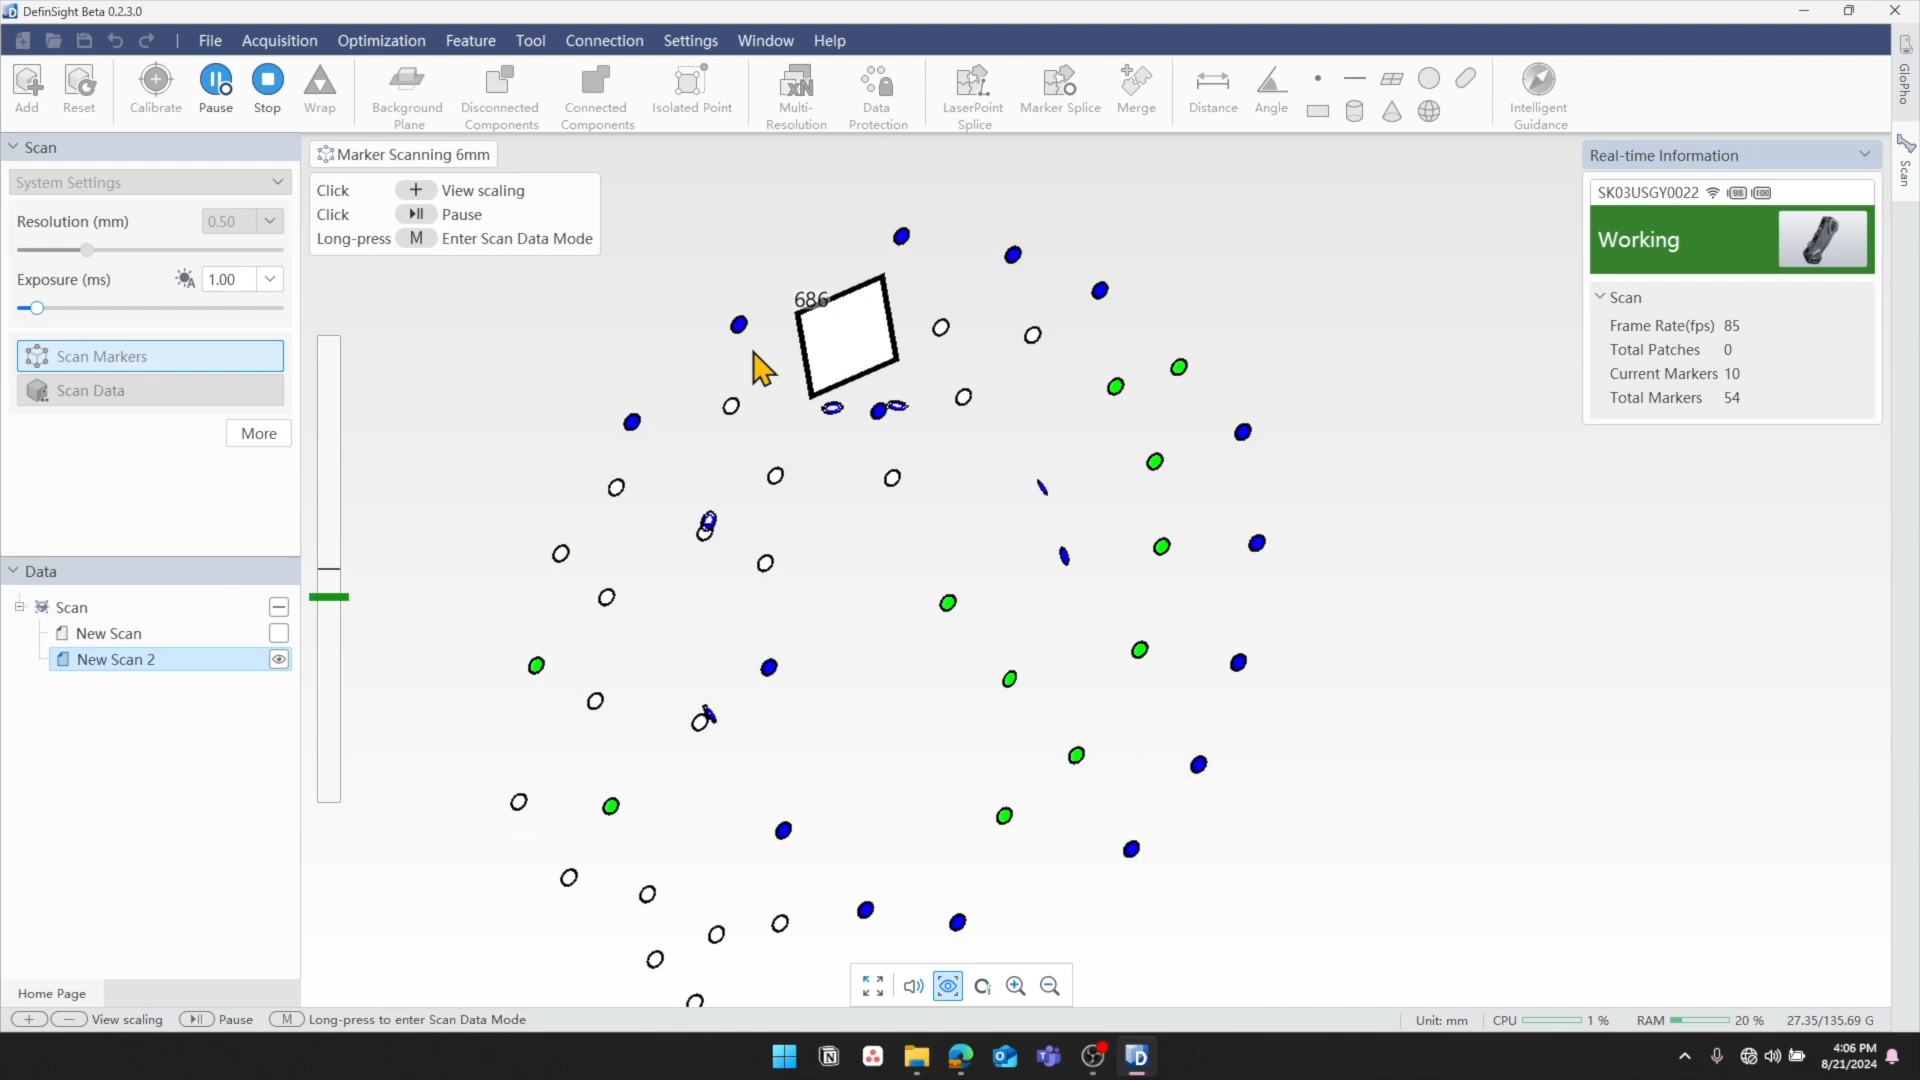 DefinSight Beta 0.2.3.0
File Acquisition Optimization Feature Tool Connection Settings Window Help
Add Reset Calibrate Pause Stop Wrap Background Plane Disconnected Components Connected Components Isolated Point Multi-Resolution Data Protection LaserPoint Splice Marker Splice Merge Distance Angle Intelligent Guidance
GloPho
Scan
Scan
System Settings
Resolution (mm) 0.50
Exposure (ms) 1.00
Scan Markers
Scan Data
More
Data
Scan
New Scan
New Scan 2
Home Page
Marker Scanning 6mm
Click + View scaling
Click Pause
Long-press M Enter Scan Data Mode
686
Real-time Information
SK03USGY0022 98 100
Working
Scan
Frame Rate(fps) 85
Total Patches 0
Current Markers 10
Total Markers 54
View scaling Pause M Long-press to enter Scan Data Mode
Unit: mm CPU 1 % RAM 20 % 27.35/135.69 G
4:06 PM
8/21/2024